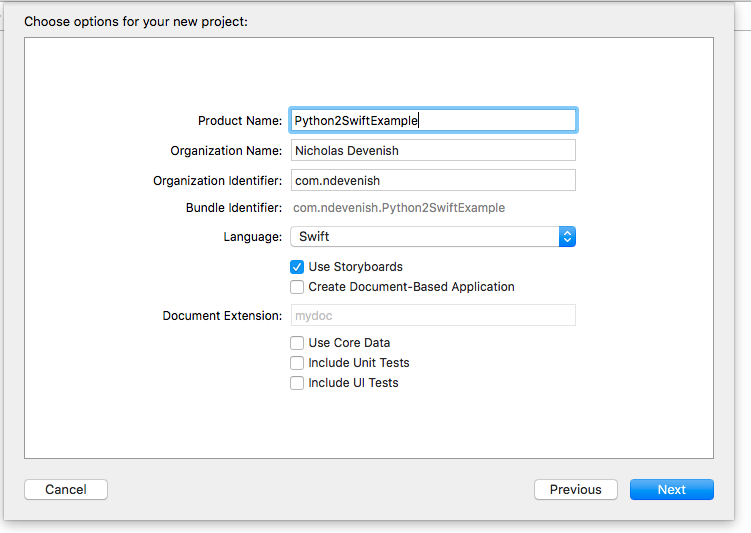 Choose options for your new project:
Product Name: Python2SwiftExample
Organization Name: Nicholas Devenish
Organization Identifier: com.ndevenish
Bundle Identifier: com.ndevenish.Python2SwiftExample
Language: Swift
Use Storyboards
Create Document-Based Application
Document Extension: mydoc
Use Core Data
Include Unit Tests
Include UI Tests
Cancel Previous Next